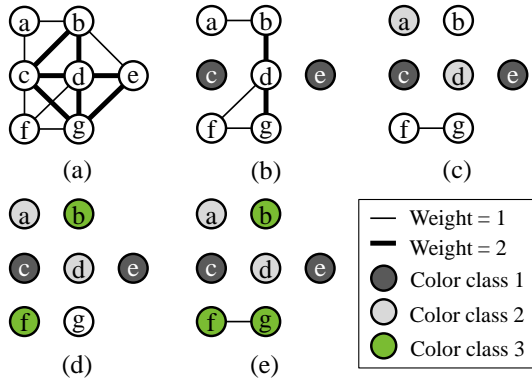 a b a b a b
c d e c d e c d e
f g f g f g
(a) (b) (c)
a b a b
c d e c d e
f g f g
(d) (e)
Weight = 1
Weight = 2
Color class 1
Color class 2
Color class 3